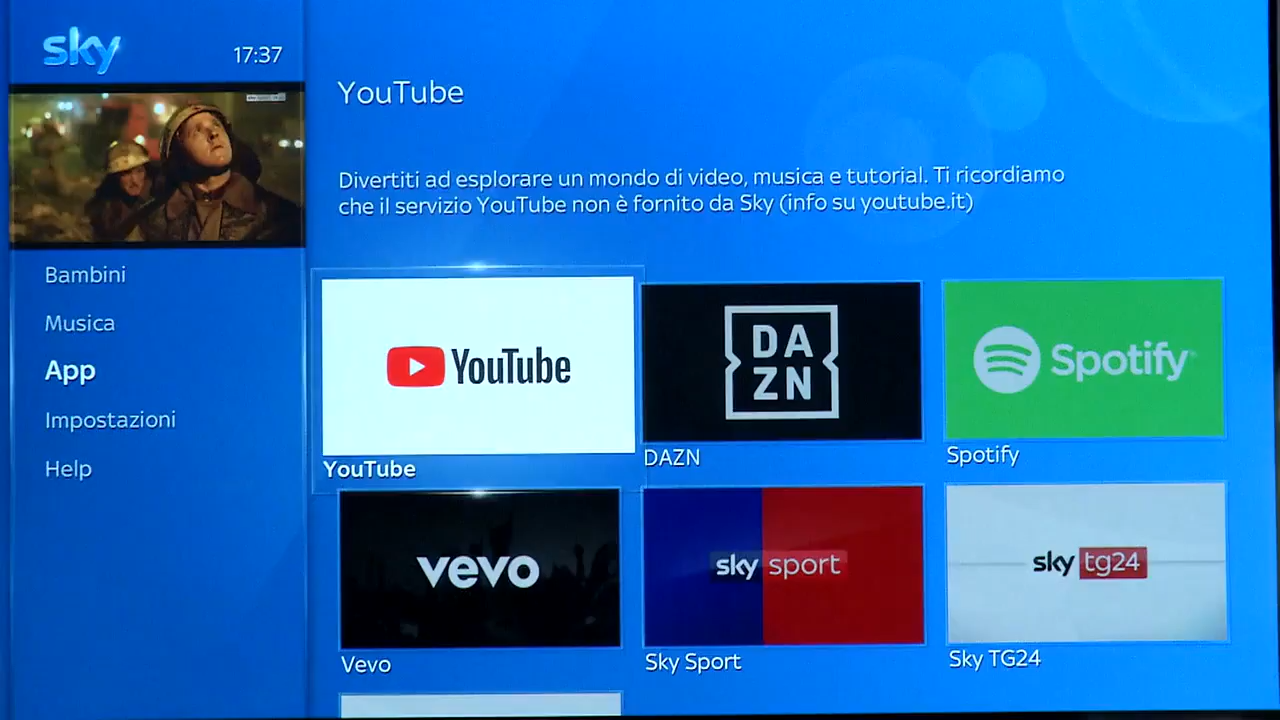 sky
17:37
YouTube
Divertiti ad esplorare un mondo di video, musica e tutorial. Ti ricordiamo
che il servizio YouTube non è fornito da Sky (info su youtube.it)
Bambini
Musica
App
Impostazioni
Help
YouTube
YouTube
DA
ZN
DAZN
Spotify
Spotify
vevo
Vevo
sky sport
Sky Sport
sky tg24
Sky TG24